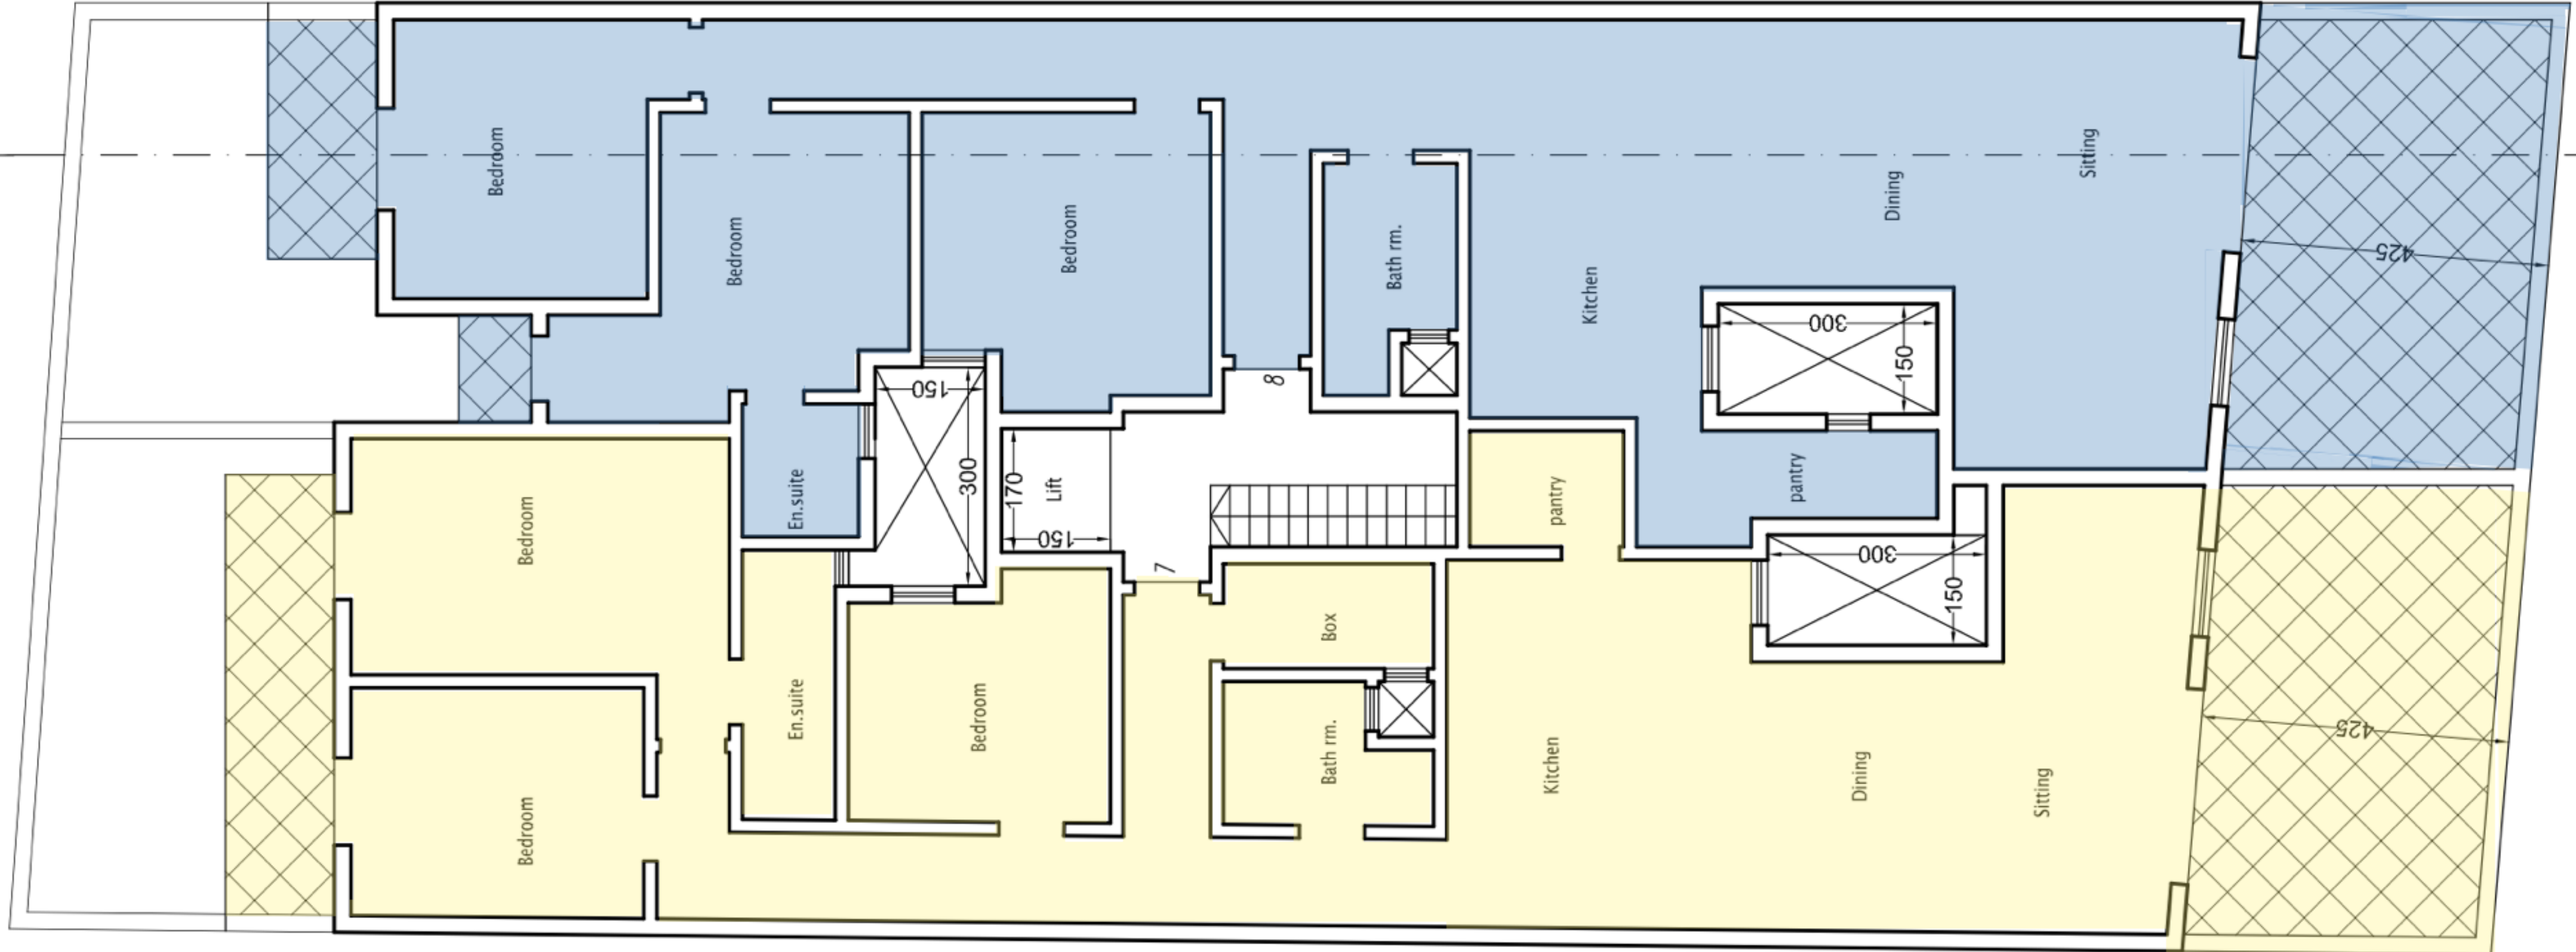 Bedroom
Bedroom
Bedroom
Bath rm.
Kitchen
Dining
Sitting
425
300
150
8
150
300
En.suite
170
Lift
150
pantry
pantry
300
150
7
Bedroom
Bedroom
En.suite
Bedroom
Box
Bath rm.
Kitchen
Dining
Sitting
425